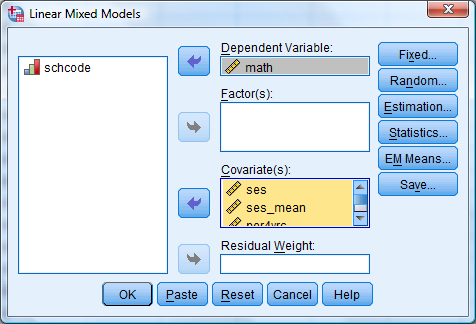 Linear Mixed Models
schcode
Dependent Variable:
math
Factor(s):
Covariate(s):
ses
ses_mean
per4yrc
Residual Weight:
Fixed...
Random...
Estimation...
Statistics...
EM Means...
Save...
OK Paste Reset Cancel Help